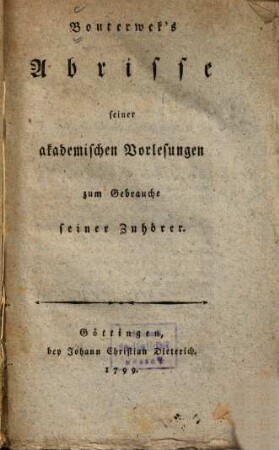 Bouterwek's
Abrisse
seiner
akademischen Vorlesungen
zum Gebrauche
seiner Zuhörer.
Göttingen,
bey Johann Christian Dieterich.
1799.